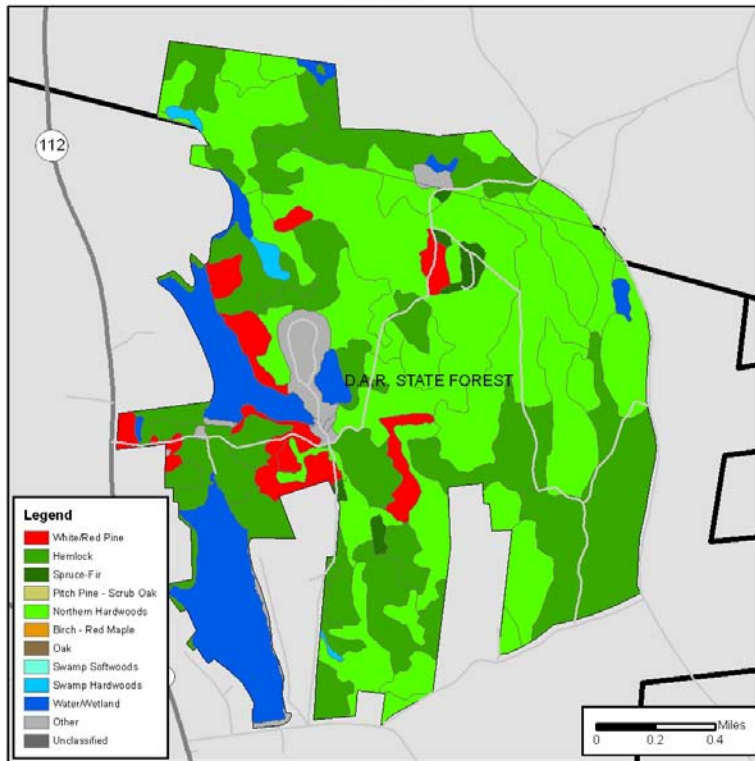 112
D.A.R. STATE FOREST
Legend
White/Red Pine
Hemlock
Spruce-Fir
Pitch Pine - Scrub Oak
Northern Hardwoods
Birch - Red Maple
Oak
Swamp Softwoods
Swamp Hardwoods
Water/Wetland
Other
Unclassified
Miles
0 0.2 0.4